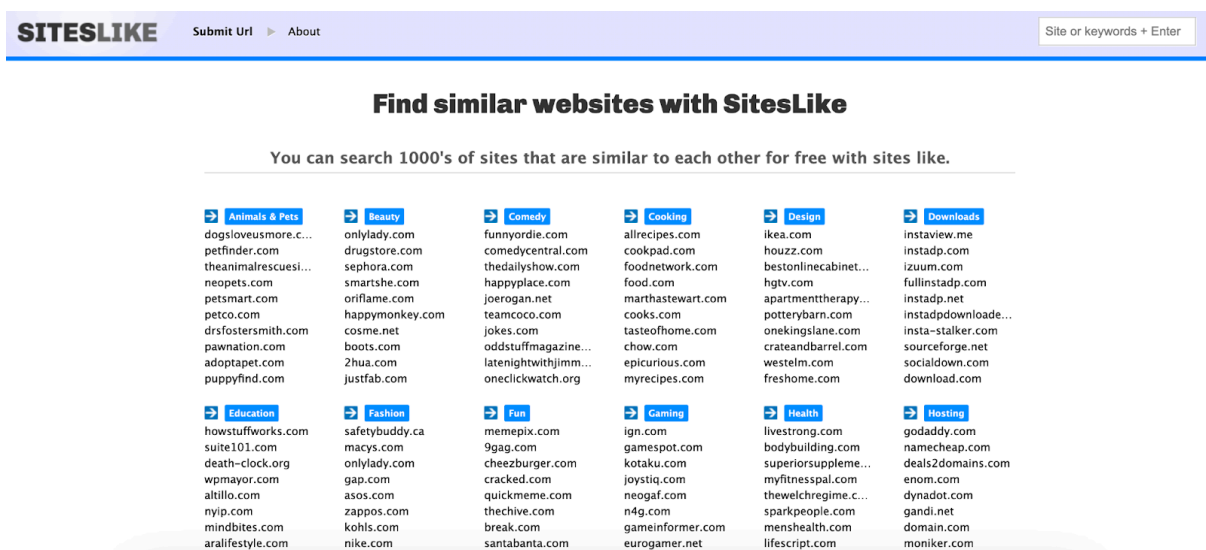 SITESLIKE
Submit Url
About
Site or keywords + Enter
Find similar websites with SitesLike
You can search 1000's of sites that are similar to each other for free with sites like.
Animals & Pets
dogsloveusmore.c...
petfinder.com
theanimalrescuesi...
neopets.com
petsmart.com
petco.com
drsfostersmith.com
pawnation.com
adoptapet.com
puppyfind.com
Beauty
onlylady.com
drugstore.com
sephora.com
smartshe.com
oriflame.com
happymonkey.com
cosme.net
boots.com
2hua.com
justfab.com
Comedy
funnyordie.com
comedycentral.com
thedailyshow.com
happyplace.com
joerogan.net
teamcoco.com
jokes.com
oddstuffmagazine...
latenightwithjimm...
oneclickwatch.org
Cooking
allrecipes.com
cookpad.com
foodnetwork.com
food.com
marthastewart.com
cooks.com
tasteofhome.com
chow.com
epicurious.com
myrecipes.com
Design
ikea.com
houzz.com
bestonlinecabinet...
hgtv.com
apartmenttherapy...
potterybarn.com
onekingslane.com
crateandbarrel.com
westelm.com
freshome.com
Downloads
instaview.me
instadp.com
izuum.com
fullinstadp.com
instadp.net
instadpdownloade...
insta-stalker.com
sourceforge.net
socialdown.com
download.com
Education
howstuffworks.com
suite101.com
death-clock.org
wpmayor.com
altillo.com
nyip.com
mindbites.com
aralifestyle.com
Fashion
safetybuddy.ca
macys.com
onlylady.com
gap.com
asos.com
zappos.com
kohls.com
nike.com
Fun
memepix.com
9gag.com
cheezburger.com
cracked.com
quickmeme.com
thechive.com
break.com
santabanta.com
Gaming
ign.com
gamespot.com
kotaku.com
joystiq.com
neogaf.com
n4g.com
gameinformer.com
eurogamer.net
Health
livestrong.com
bodybuilding.com
superiorsuppleme...
myfitnesspal.com
thewelchregime.c...
sparkpeople.com
menshealth.com
lifescript.com
Hosting
godaddy.com
namecheap.com
deals2domains.com
enom.com
dynadot.com
gandi.net
domain.com
moniker.com